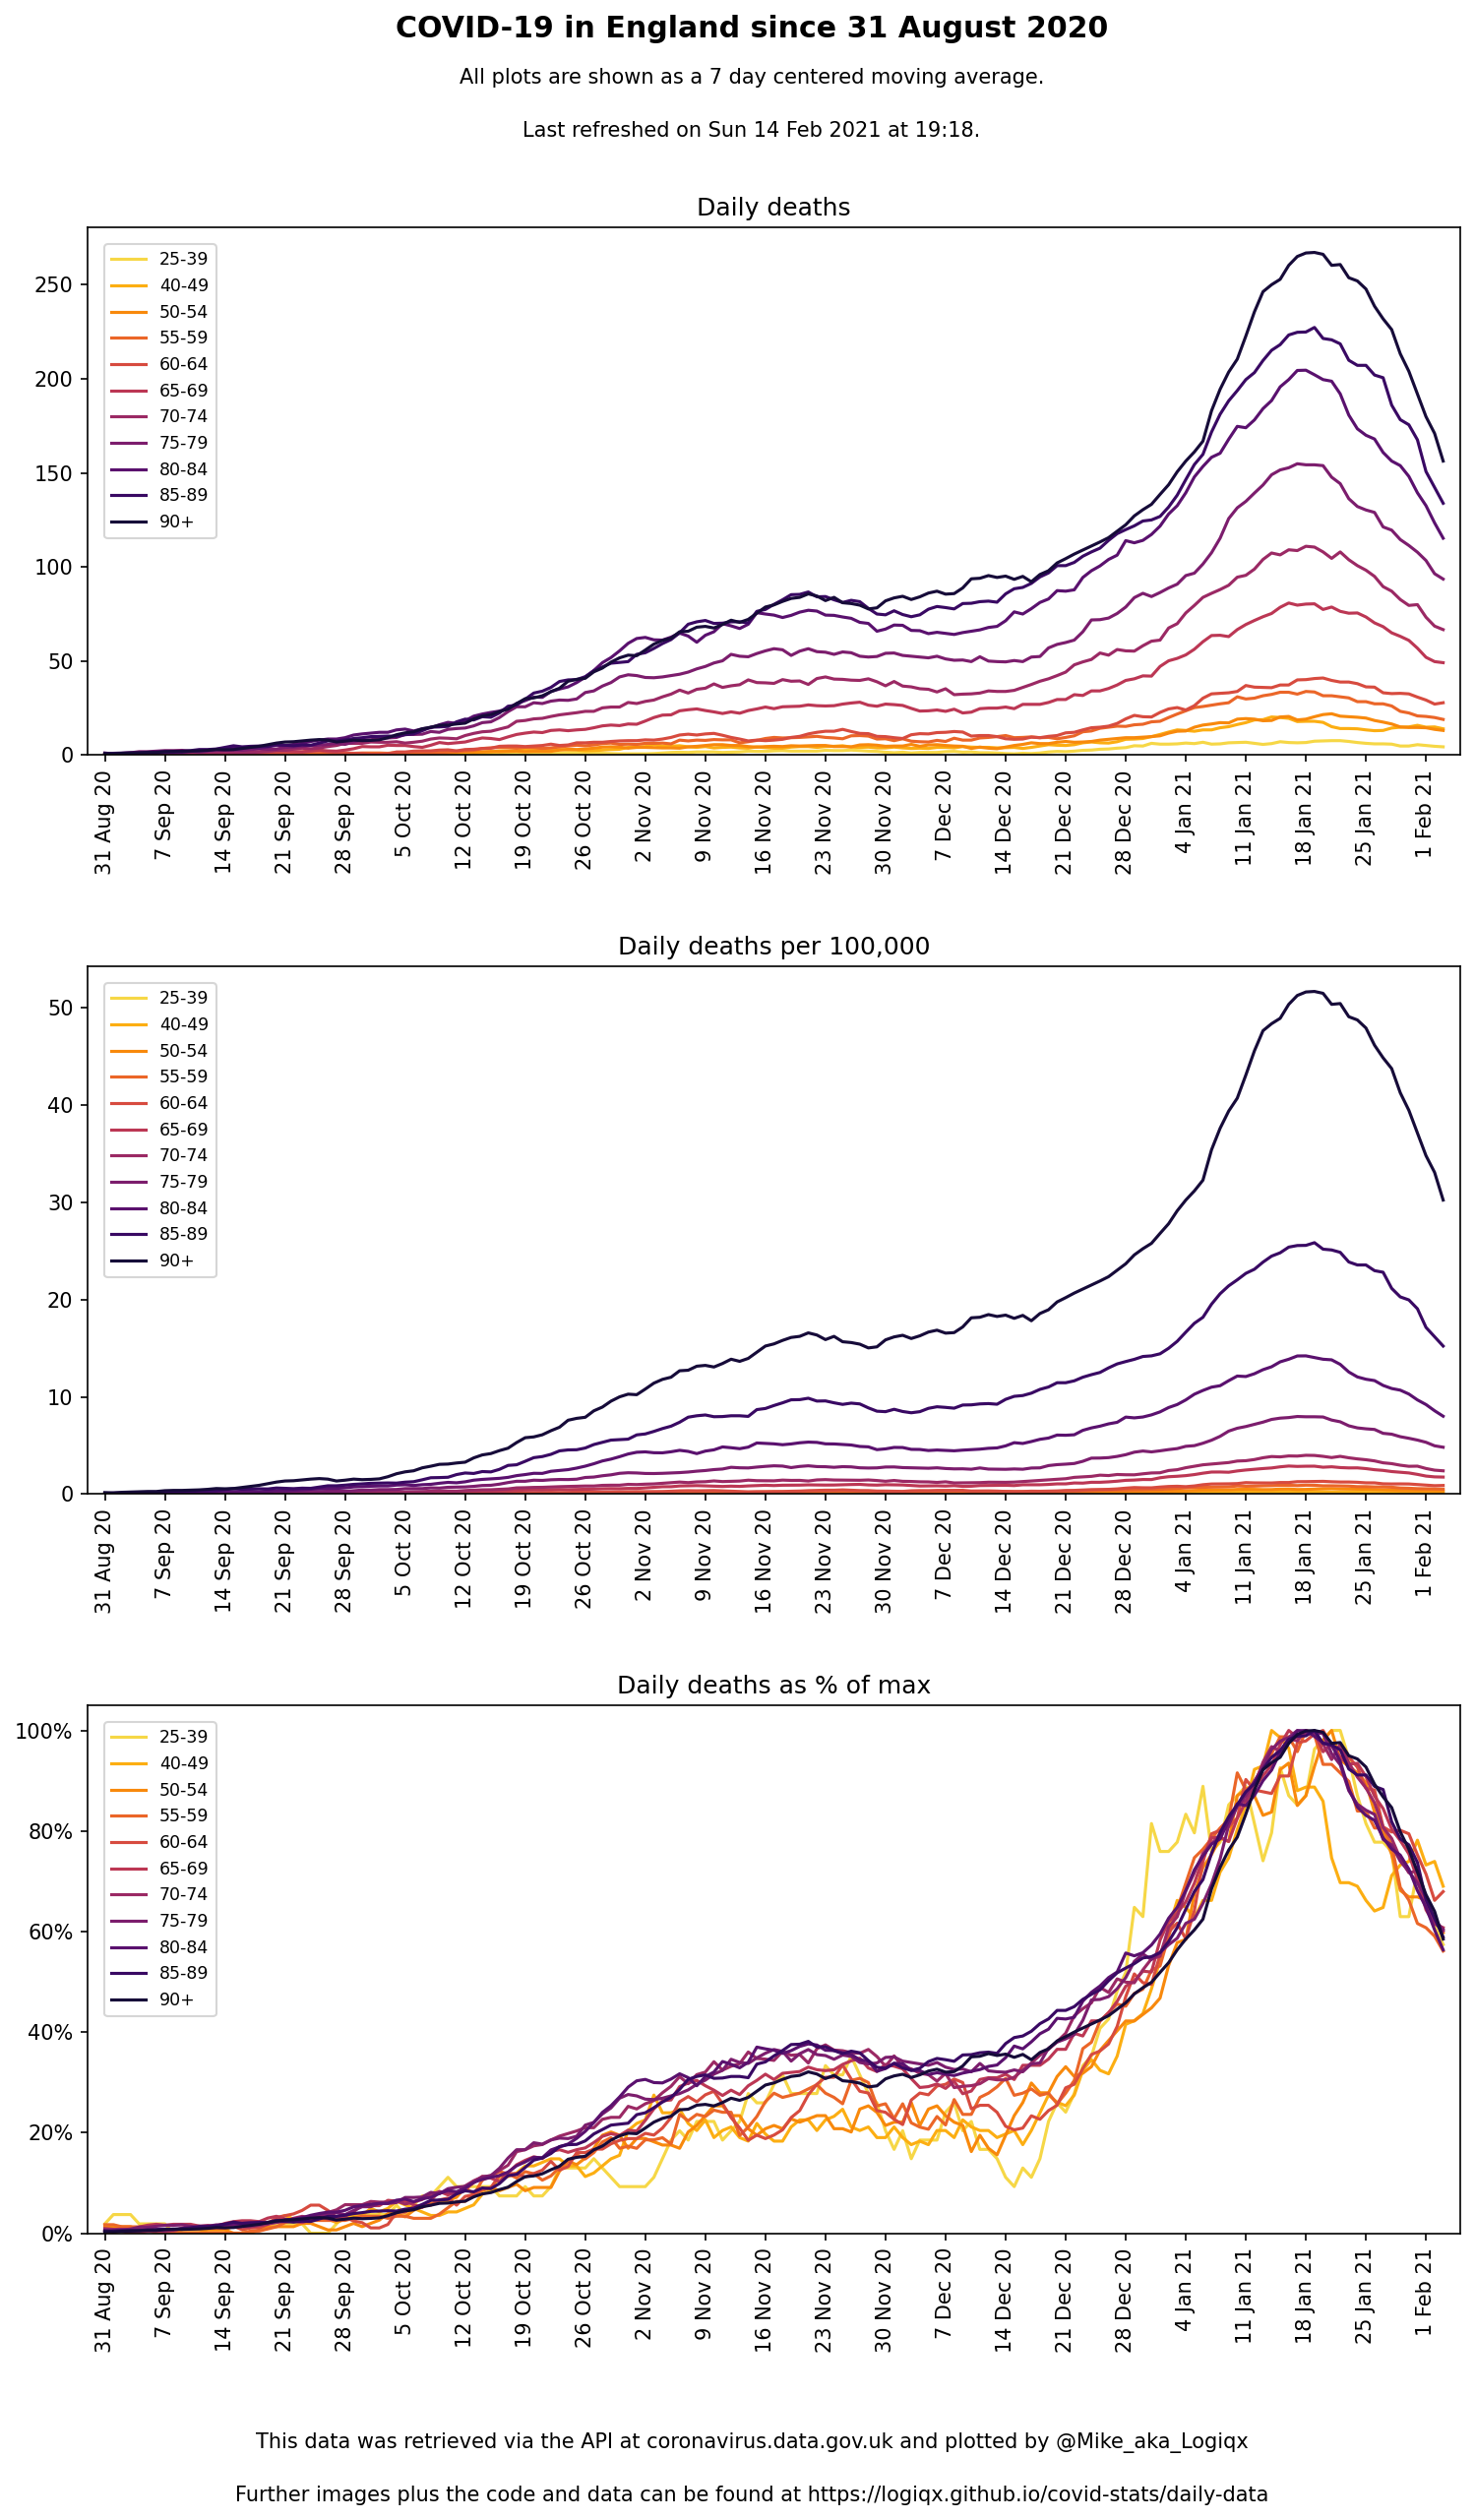 COVID-19 in England since 31 August 2020
All plots are shown as a 7 day centered moving average.
Last refreshed on Sun 14 Feb 2021 at 19:18.
Daily deaths
25-39
40-49
50-54
55-59
60-64
65-69
70-74
75-79
80-84
85-89
90+
250
200
150
100
50
0
31 Aug 20
7 Sep 20
14 Sep 20
21 Sep 20
28 Sep 20
5 Oct 20
12 Oct 20
19 Oct 20
26 Oct 20
2 Nov 20
9 Nov 20
16 Nov 20
23 Nov 20
30 Nov 20
7 Dec 20
14 Dec 20
21 Dec 20
28 Dec 20
4 Jan 21
11 Jan 21
18 Jan 21
25 Jan 21
1 Feb 21
Daily deaths per 100,000
25-39
40-49
50-54
55-59
60-64
65-69
70-74
75-79
80-84
85-89
90+
50
40
30
20
10
0
31 Aug 20
7 Sep 20
14 Sep 20
21 Sep 20
28 Sep 20
5 Oct 20
12 Oct 20
19 Oct 20
26 Oct 20
2 Nov 20
9 Nov 20
16 Nov 20
23 Nov 20
30 Nov 20
7 Dec 20
14 Dec 20
21 Dec 20
28 Dec 20
4 Jan 21
11 Jan 21
18 Jan 21
25 Jan 21
1 Feb 21
Daily deaths as % of max
25-39
40-49
50-54
55-59
60-64
65-69
70-74
75-79
80-84
85-89
90+
100%
80%
60%
40%
20%
0%
31 Aug 20
7 Sep 20
14 Sep 20
21 Sep 20
28 Sep 20
5 Oct 20
12 Oct 20
19 Oct 20
26 Oct 20
2 Nov 20
9 Nov 20
16 Nov 20
23 Nov 20
30 Nov 20
7 Dec 20
14 Dec 20
21 Dec 20
28 Dec 20
4 Jan 21
11 Jan 21
18 Jan 21
25 Jan 21
1 Feb 21
This data was retrieved via the API at coronavirus.data.gov.uk and plotted by @Mike_aka_Logiqx
Further images plus the code and data can be found at https://logiqx.github.io/covid-stats/daily-data